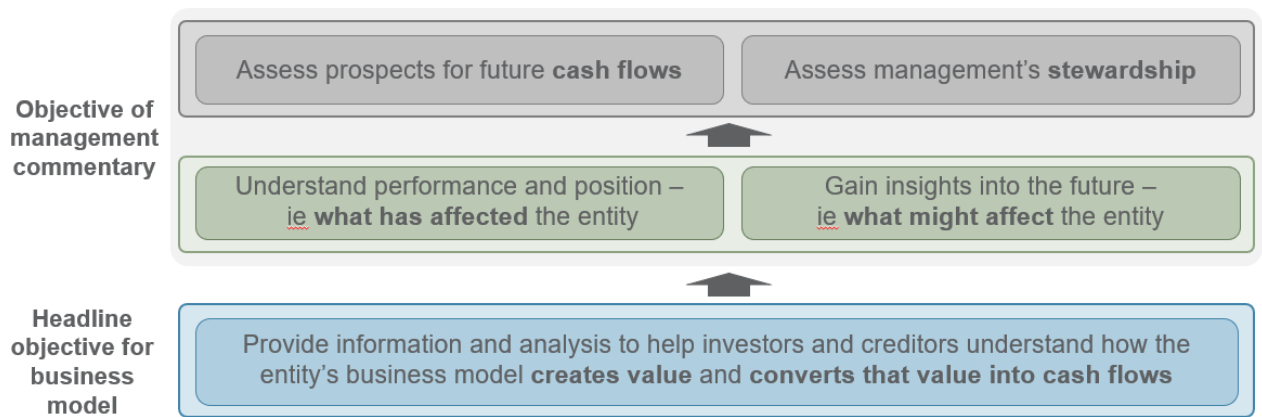 Objective of
management
commentary
Assess prospects for future cash flows
Assess management's stewardship
Understand performance and position –
ie what has affected the entity
Gain insights into the future –
ie what might affect the entity
Headline
objective for
business
model
Provide information and analysis to help investors and creditors understand how the
entity's business model creates value and converts that value into cash flows